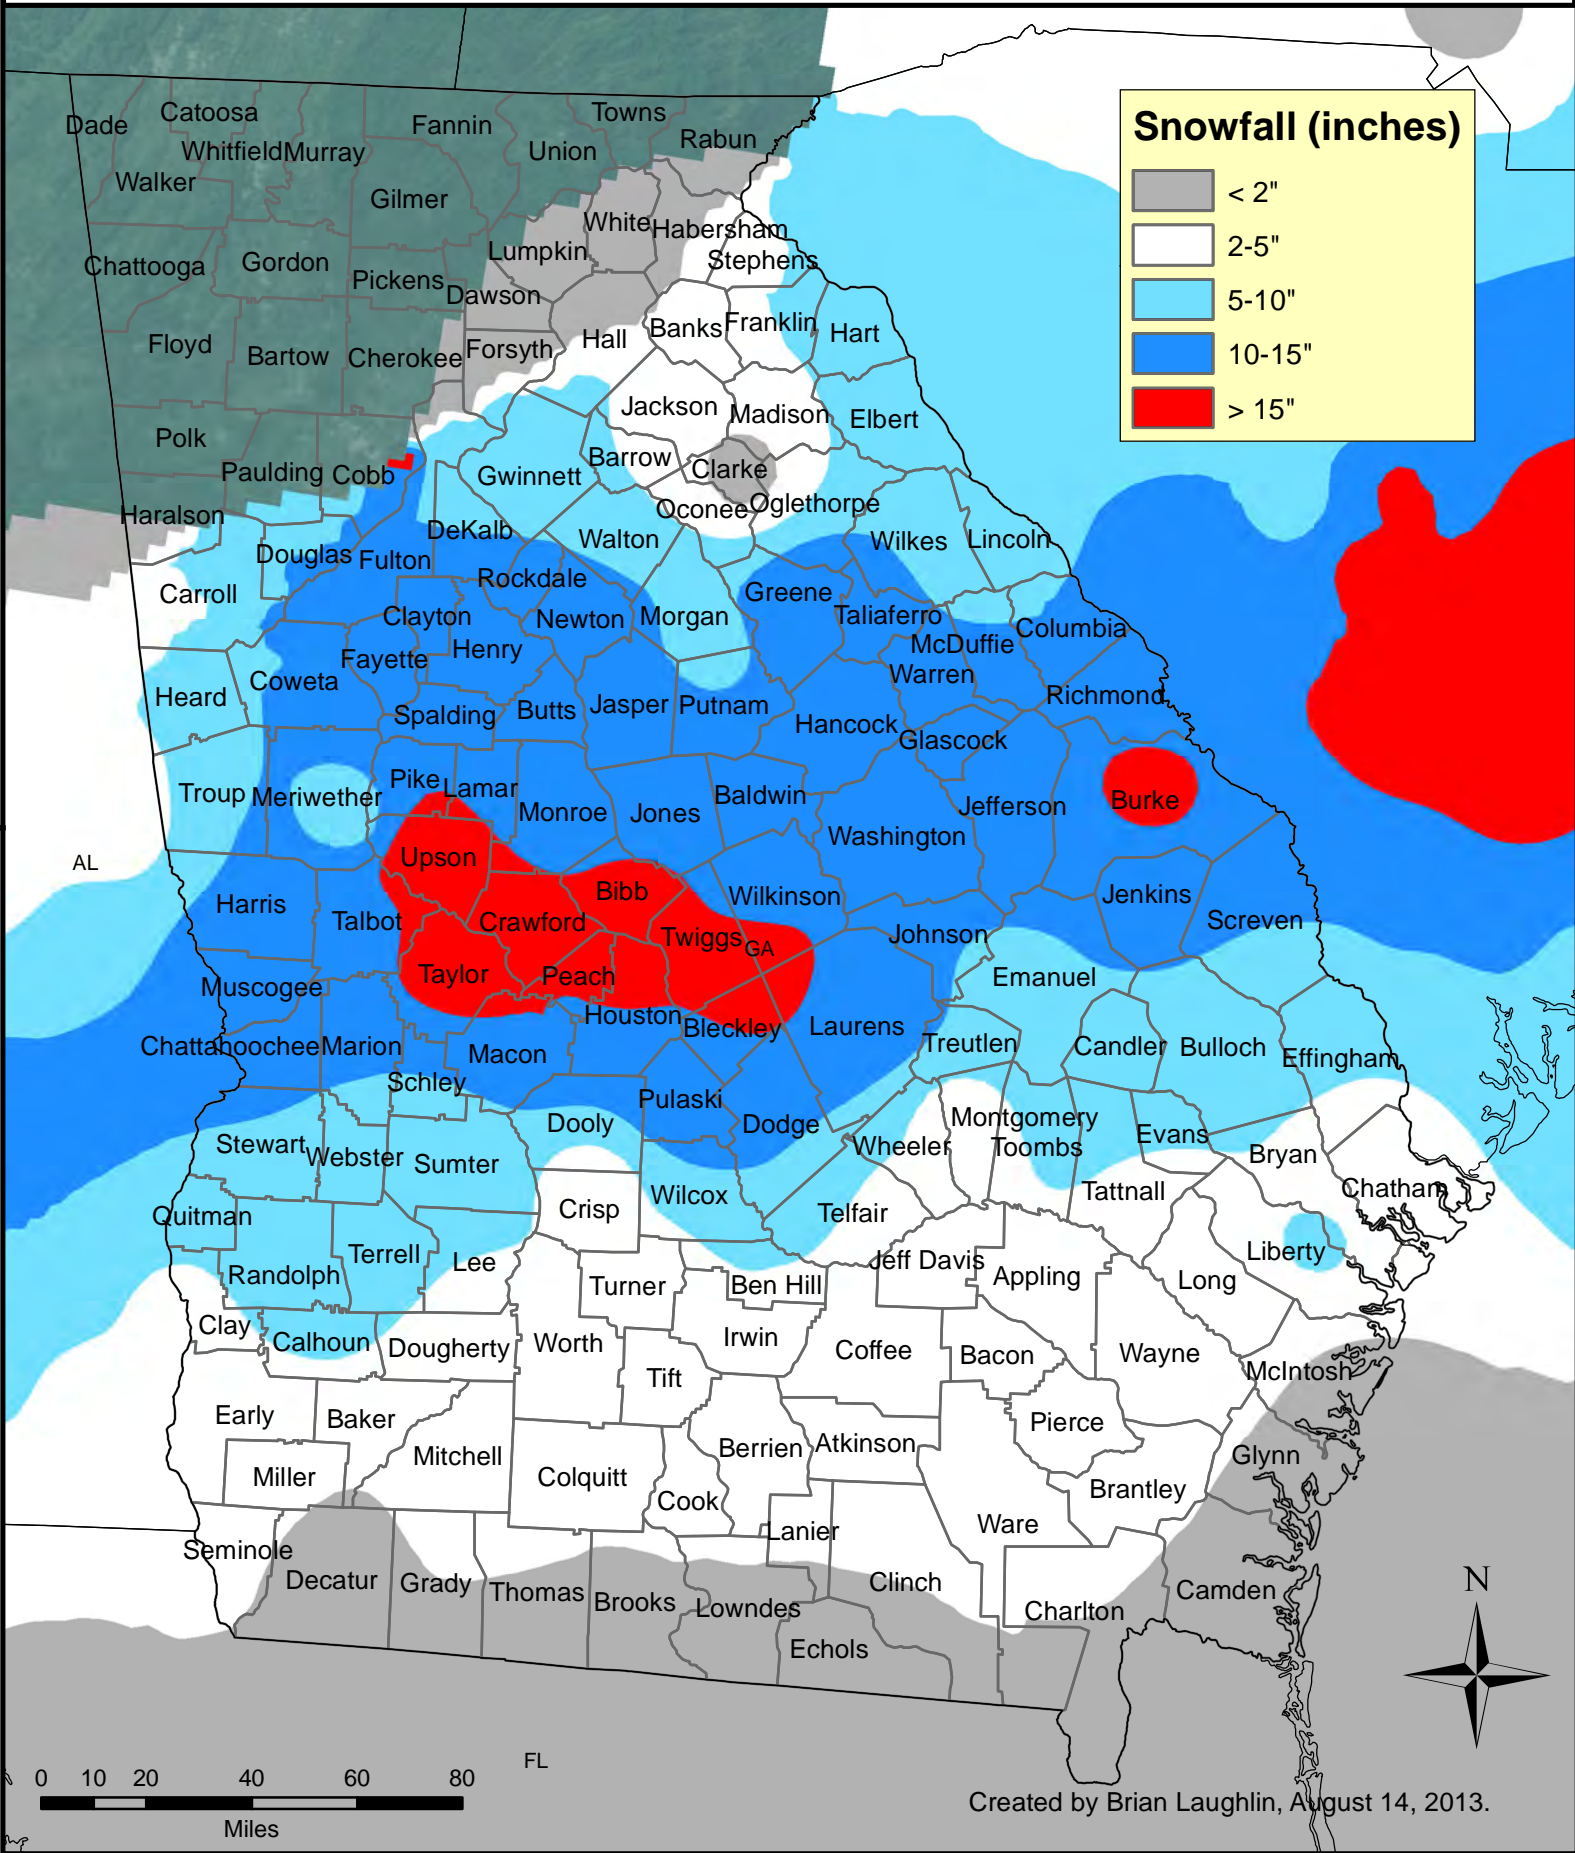 Snowfall (inches)
< 2"
2-5"
5-10"
10-15"
> 15"
Dade
Catoosa
Whitfield
Murray
Fannin
Towns
Union
Rabun
Walker
Gilmer
White
Habersham
Lumpkin
Stephens
Chattooga
Gordon
Pickens
Dawson
Floyd
Bartow
Cherokee
Forsyth
Hall
Banks
Franklin
Hart
Polk
Jackson
Madison
Elbert
Paulding
Cobb
Gwinnett
Barrow
Clarke
Haralson
Oconee
Oglethorpe
Douglas
Fulton
DeKalb
Walton
Wilkes
Lincoln
Carroll
Rockdale
Greene
Clayton
Newton
Morgan
Taliaferro
Columbia
Fayette
Henry
McDuffie
Warren
Heard
Coweta
Richmond
Spalding
Butts
Jasper
Putnam
Hancock
Glascock
Troup
Meriwether
Pike
Lamar
Monroe
Jones
Baldwin
Jefferson
Burke
Washington
AL
Upson
Harris
Talbot
Bibb
Wilkinson
Jenkins
Crawford
Screven
Twiggs
GA
Johnson
Taylor
Peach
Emanuel
Muscogee
Houston
Bleckley
Laurens
Chattahoochee
Marion
Macon
Treutlen
Candler
Bulloch
Effingham
Schley
Pulaski
Dooly
Dodge
Montgomery
Stewart
Webster
Sumter
Wheeler
Toombs
Evans
Bryan
Quitman
Crisp
Wilcox
Telfair
Tattnall
Chatham
Terrell
Lee
Jeff Davis
Liberty
Randolph
Turner
Ben Hill
Appling
Long
Clay
Calhoun
Dougherty
Worth
Irwin
Coffee
Bacon
Wayne
McIntosh
Tift
Early
Baker
Pierce
Mitchell
Berrien
Atkinson
Glynn
Miller
Colquitt
Cook
Brantley
Lanier
Ware
Seminole
Decatur
Grady
Thomas
Brooks
Lowndes
Clinch
Charlton
Camden
Echols
N
FL
0 10 20 40 60 80
Miles
Created by Brian Laughlin, August 14, 2013.